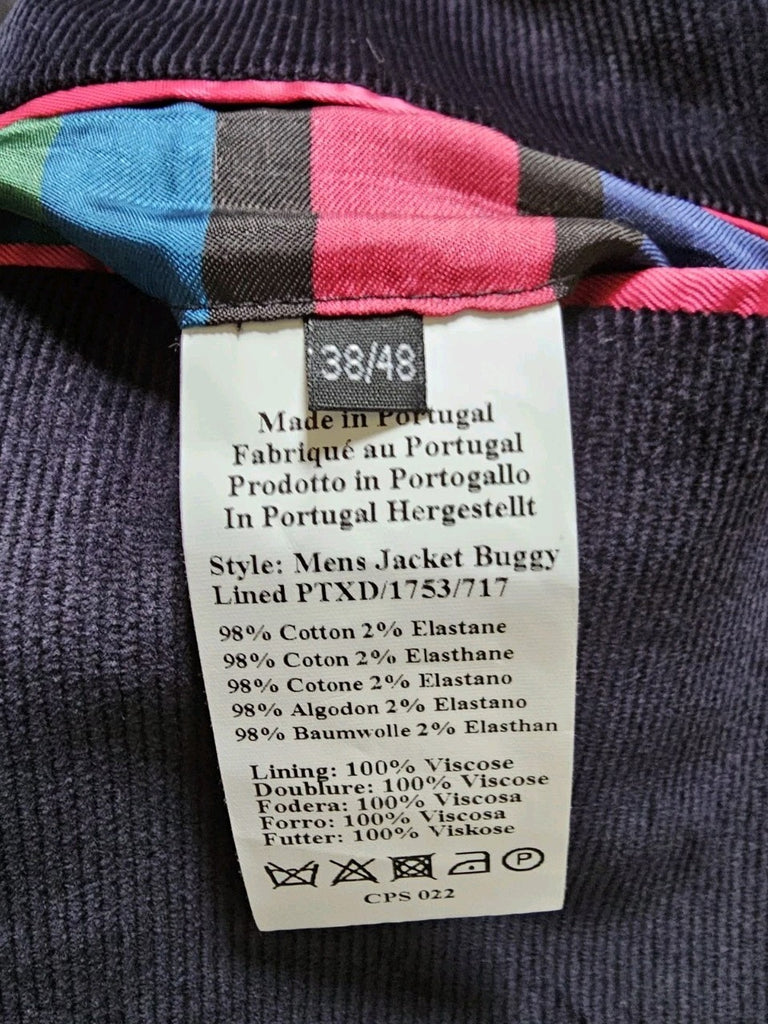 38/48
Made in Portugal
Fabriqué au Portugal
Prodotto in Portogallo
In Portugal Hergestellt
Style: Mens Jacket Buggy
Lined PTXD/1753/717
98% Cotton 2% Elastane
98% Coton 2% Elasthane
98% Cotone 2% Elastano
98% Algodon 2% Elastano
98% Baumwolle 2% Elasthan
Lining: 100% Viscose
Doublure: 100% Viscose
Fodera: 100% Viscosa
Forro: 100% Viscosa
Futter: 100% Viskose
P
CPS 022